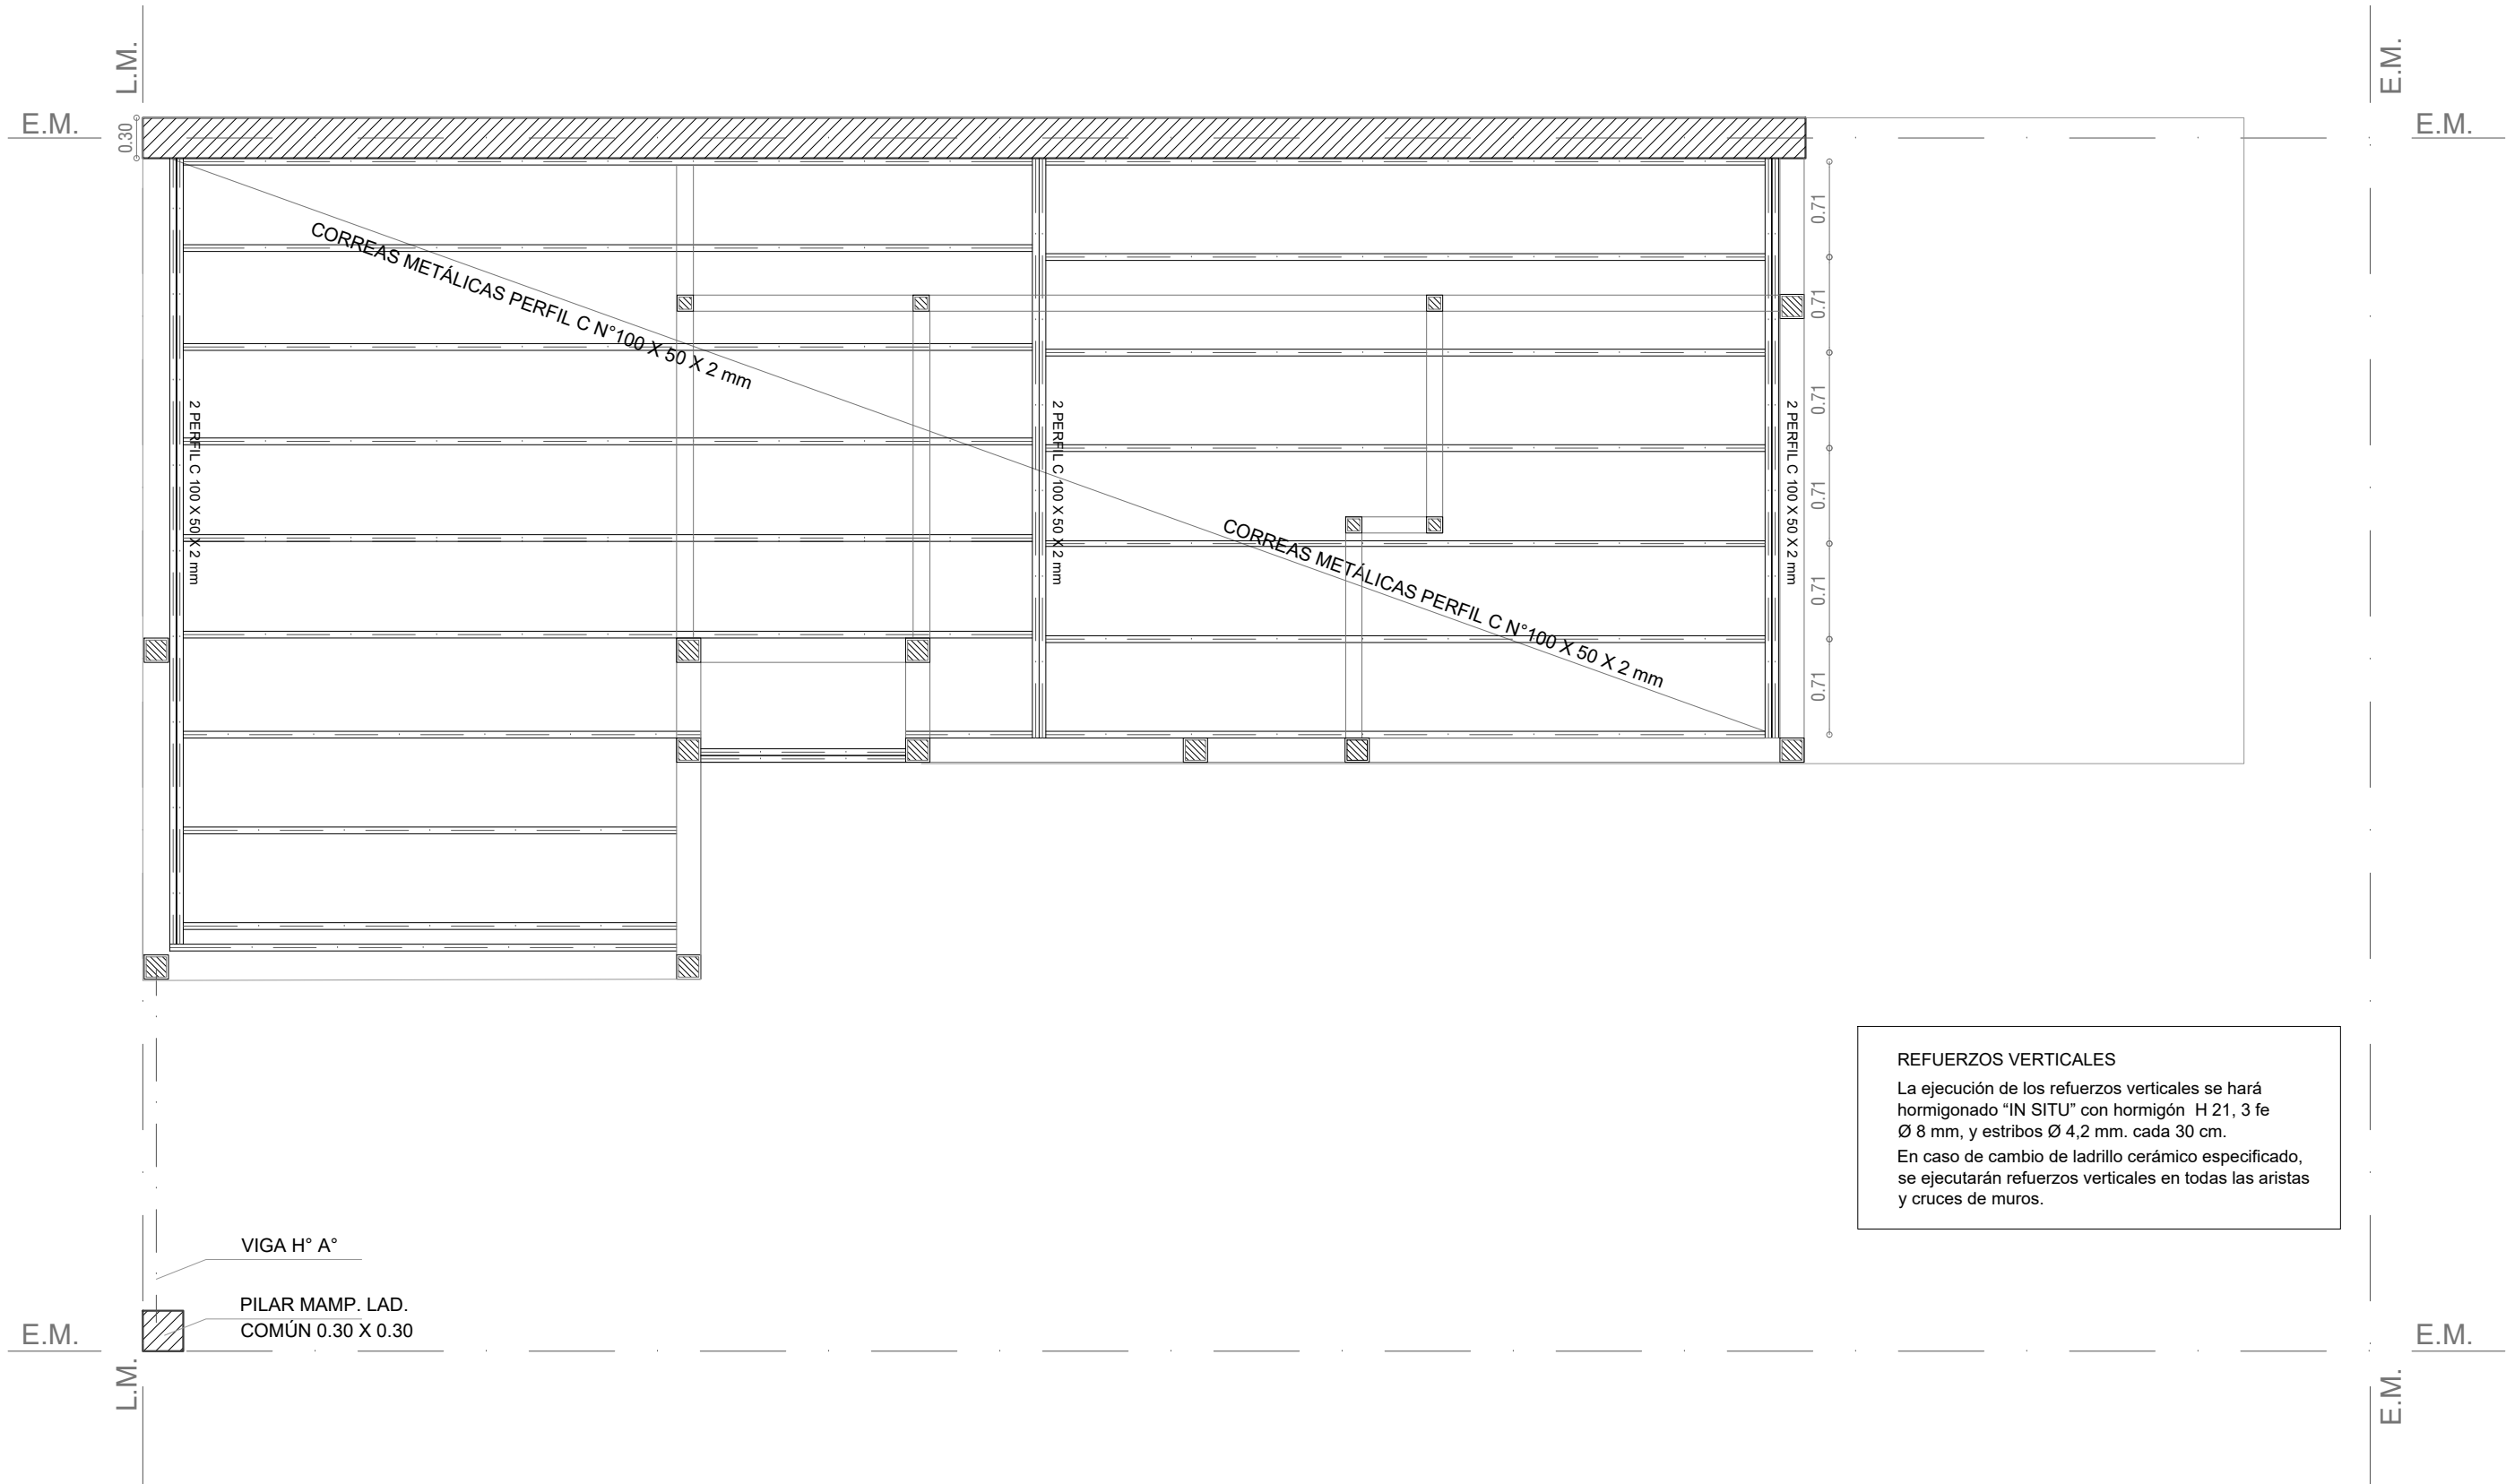 L.M.
E.M.
E.M.
E.M.
0.30
0.71
CORREAS METÁLICAS PERFIL C N°100 X 50 X 2 mm
0.71
2 PERFIL C 100 X 50 X 2 mm
2 PERFIL C 100 X 50 X 2 mm
2 PERFIL C 100 X 50 X 2 mm
0.71
0.71
CORREAS METÁLICAS PERFIL C N°100 X 50 X 2 mm
0.71
0.71
REFUERZOS VERTICALES
La ejecución de los refuerzos verticales se hará
hormigonado “IN SITU” con hormigón H 21, 3 fe
Ø 8 mm, y estribos Ø 4,2 mm. cada 30 cm.
En caso de cambio de ladrillo cerámico especificado,
se ejecutarán refuerzos verticales en todas las aristas
y cruces de muros.
VIGA H° A°
PILAR MAMP. LAD.
COMÚN 0.30 X 0.30
E.M.
E.M.
L.M.
E.M.